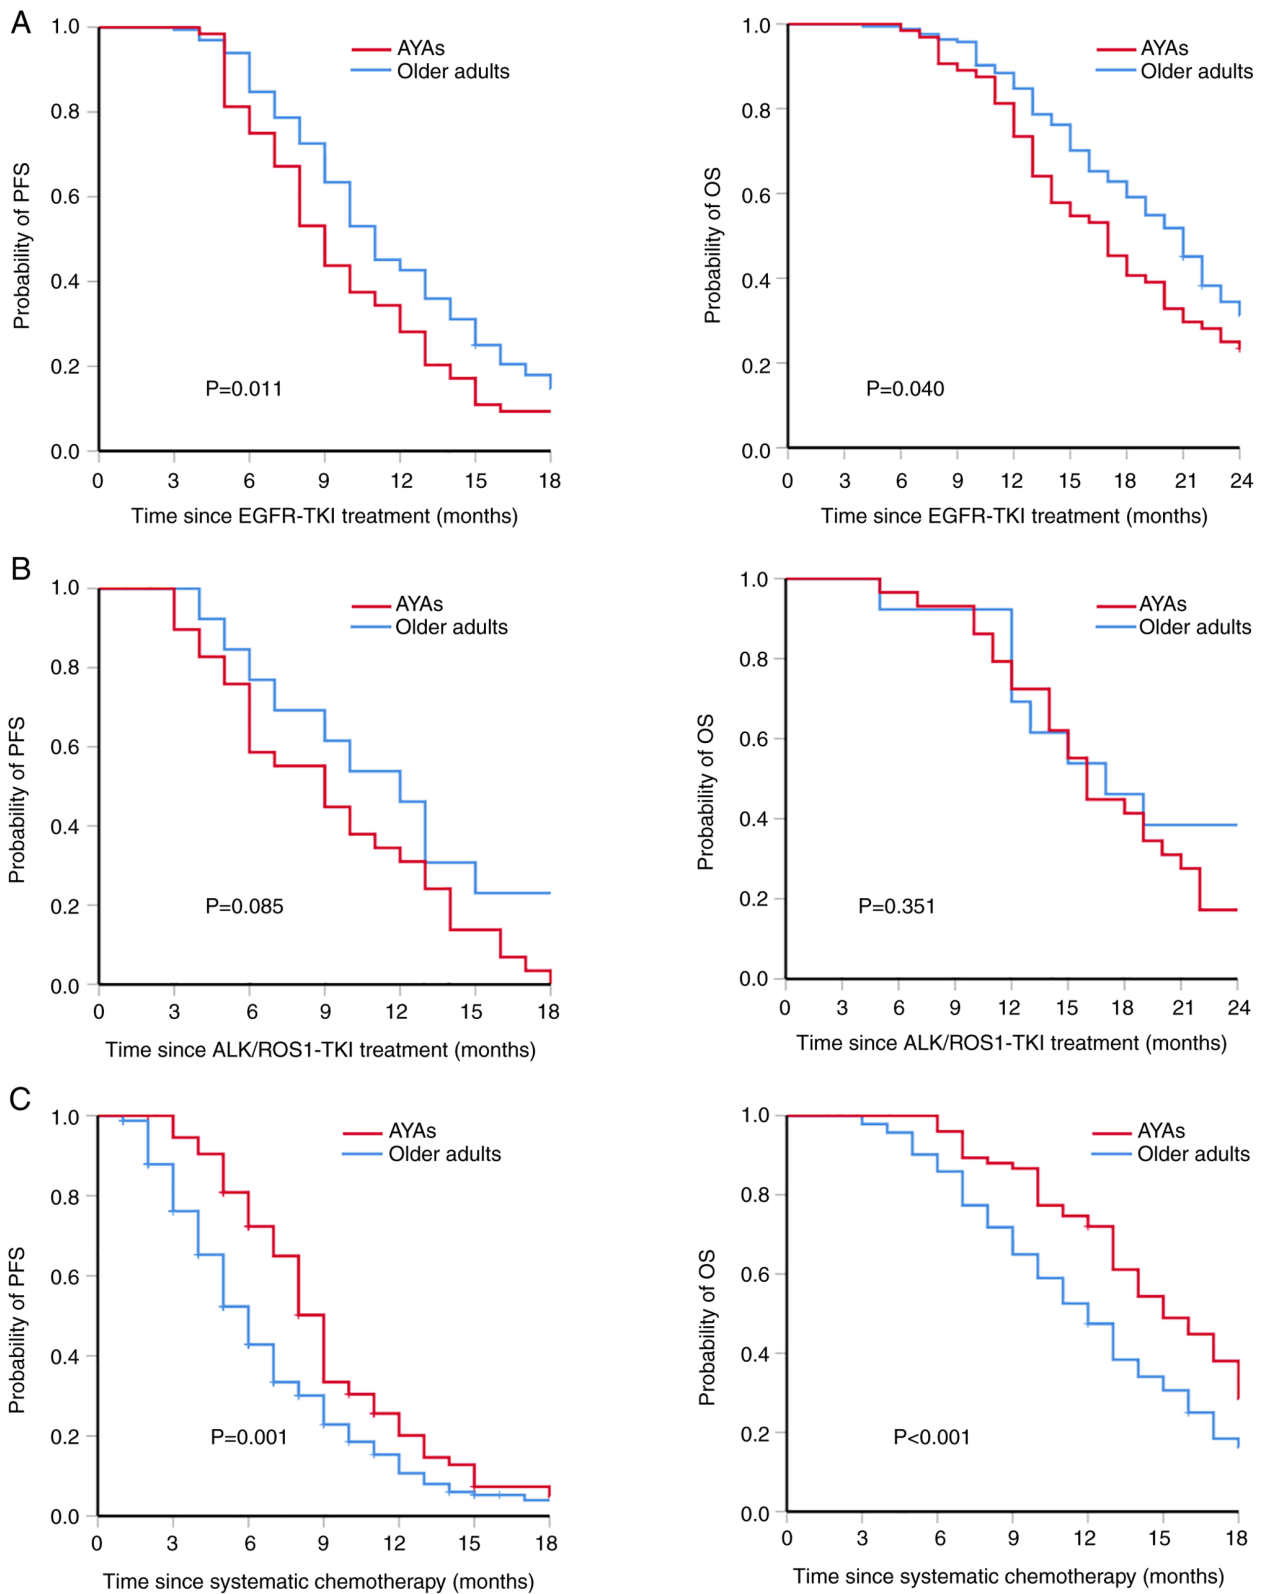 A
1.0
0.8
0.6
0.4
0.2
0.0
Probability of PFS
AYAs
Older adults
P=0.011
0 3 6 9 12 15 18
Time since EGFR-TKI treatment (months)
1.0
0.8
0.6
0.4
0.2
0.0
Probability of OS
AYAs
Older adults
P=0.040
0 3 6 9 12 15 18 21 24
Time since EGFR-TKI treatment (months)
B
1.0
0.8
0.6
0.4
0.2
0.0
Probability of PFS
AYAs
Older adults
P=0.085
0 3 6 9 12 15 18
Time since ALK/ROS1-TKI treatment (months)
1.0
0.8
0.6
0.4
0.2
0.0
Probability of OS
AYAs
Older adults
P=0.351
0 3 6 9 12 15 18 21 24
Time since ALK/ROS1-TKI treatment (months)
C
1.0
0.8
0.6
0.4
0.2
0.0
Probability of PFS
AYAs
Older adults
P=0.001
0 3 6 9 12 15 18
Time since systematic chemotherapy (months)
1.0
0.8
0.6
0.4
0.2
0.0
Probability of OS
AYAs
Older adults
P<0.001
0 3 6 9 12 15 18
Time since systematic chemotherapy (months)